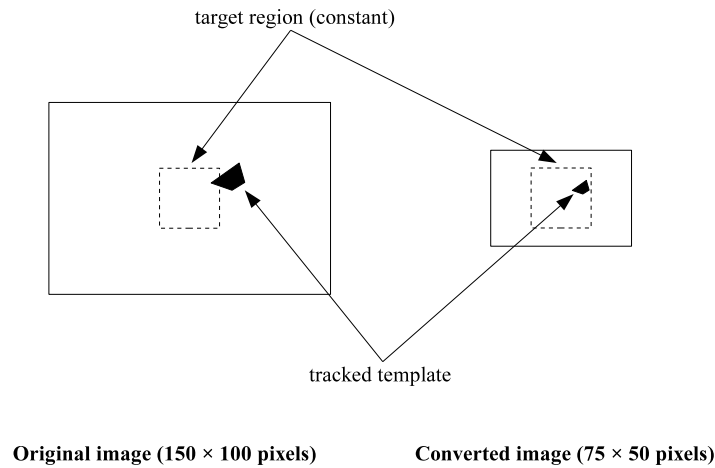 target region (constant)
tracked template
Original image (150 × 100 pixels)
Converted image (75 × 50 pixels)